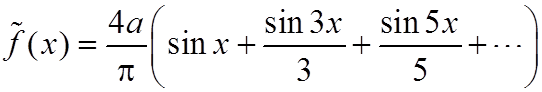 f̃(x) = 4a/π (sin x + sin 3x/3 + sin 5x/5 + ⋯)